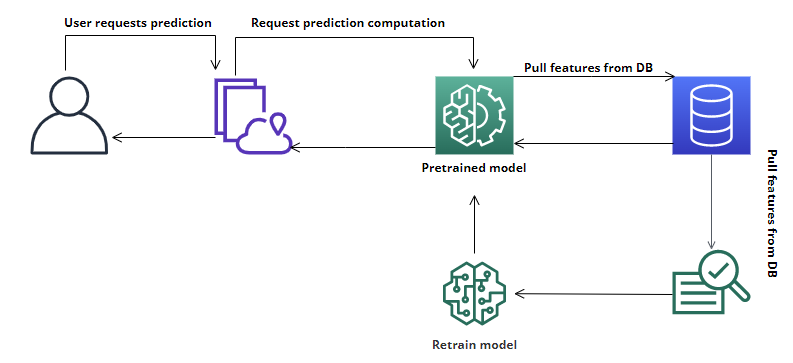 User requests prediction
Request prediction computation
Pull features from DB
Pretrained model
Pull features from DB
Retrain model